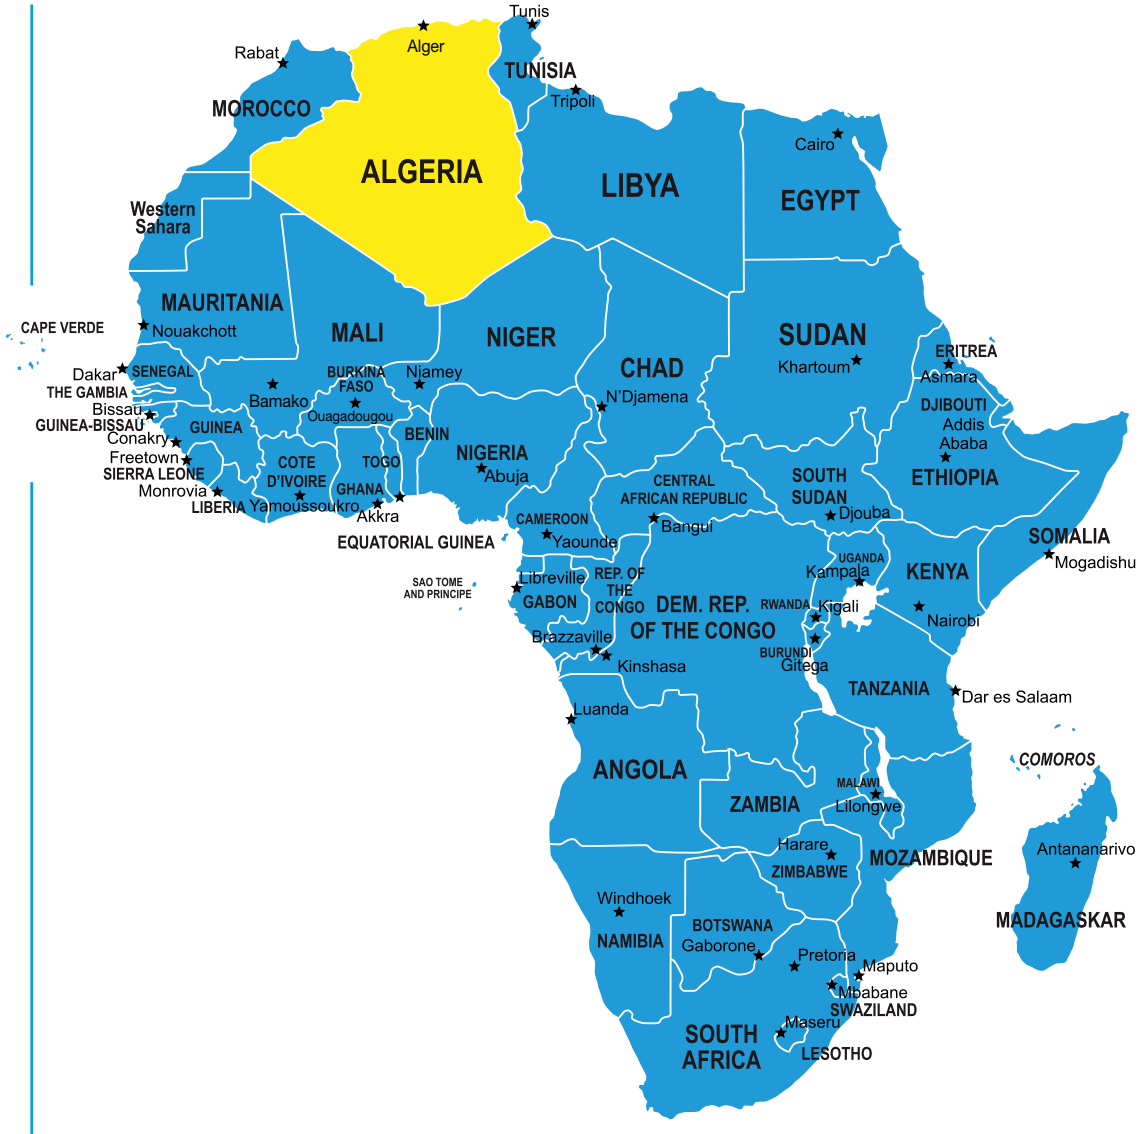 Tunis
Alger
Rabat
TUNISIA
Tripoli
MOROCCO
Cairo
ALGERIA
LIBYA
EGYPT
Western
Sahara
MAURITANIA
Nouakchott
CAPE VERDE
MALI
NIGER
SUDAN
Khartoum
CHAD
N'Djamena
ERITREA
Asmara
Dakar
SENEGAL
THE GAMBIA
Bissau
GUINEA-BISSAU
Bamako
BURKINA
FASO
Niamey
Ouagadougou
DJIBOUTI
Addis
Ababa
ETHIOPIA
GUINEA
Conakry
Freetown
SIERRA LEONE
Monrovia
LIBERIA
COTE
D'IVOIRE
Yamoussoukro
TOGO
GHANA
Akkra
BENIN
NIGERIA
Abuja
CENTRAL
AFRICAN REPUBLIC
Bangui
SOUTH
SUDAN
Djouba
CAMEROON
Yaounde
EQUATORIAL GUINEA
SOMALIA
Mogadishu
SAO TOME
AND PRINCIPE
Libreville
GABON
REP. OF
THE
CONGO
Brazzaville
Kinshasa
DEM. REP.
OF THE CONGO
UGANDA
Kampala
KENYA
Nairobi
RWANDA
Kigali
BURUNDI
Gitega
TANZANIA
Dar es Salaam
Luanda
ANGOLA
ZAMBIA
MALAWI
Lilongwe
COMOROS
Harare
ZIMBABWE
MOZAMBIQUE
Antananarivo
MADAGASKAR
Windhoek
NAMIBIA
BOTSWANA
Gaborone
Pretoria
Maputo
Mbabane
SWAZILAND
Maseru
LESOTHO
SOUTH
AFRICA